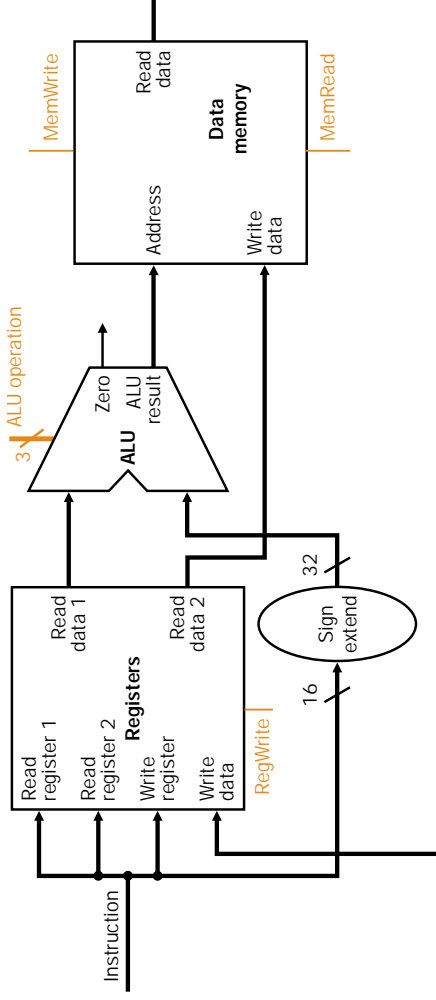 Instruction
Read
register 1
Read
register 2
Write
register
Write
data
Registers
Read
data 1
Read
data 2
RegWrite
16
Sign
extend
32
3
ALU operation
ALU
Zero
ALU
result
MemWrite
Address
Read
data
Write
data
Data
memory
MemRead